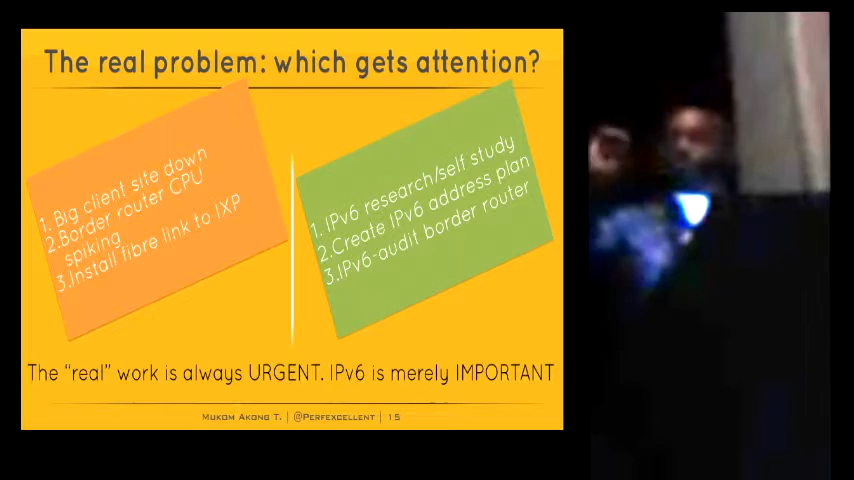 The real problem: which gets attention?
1. Big client site down
2.Border router CPU
spiking
3.Install fibre link to IXP
1. IPv6 research/self study
2.Create IPv6 address plan
3.IPv6-audit border router
The “real” work is always URGENT. IPv6 is merely IMPORTANT
Mukom Akong T. | @Perfexcellent | 15